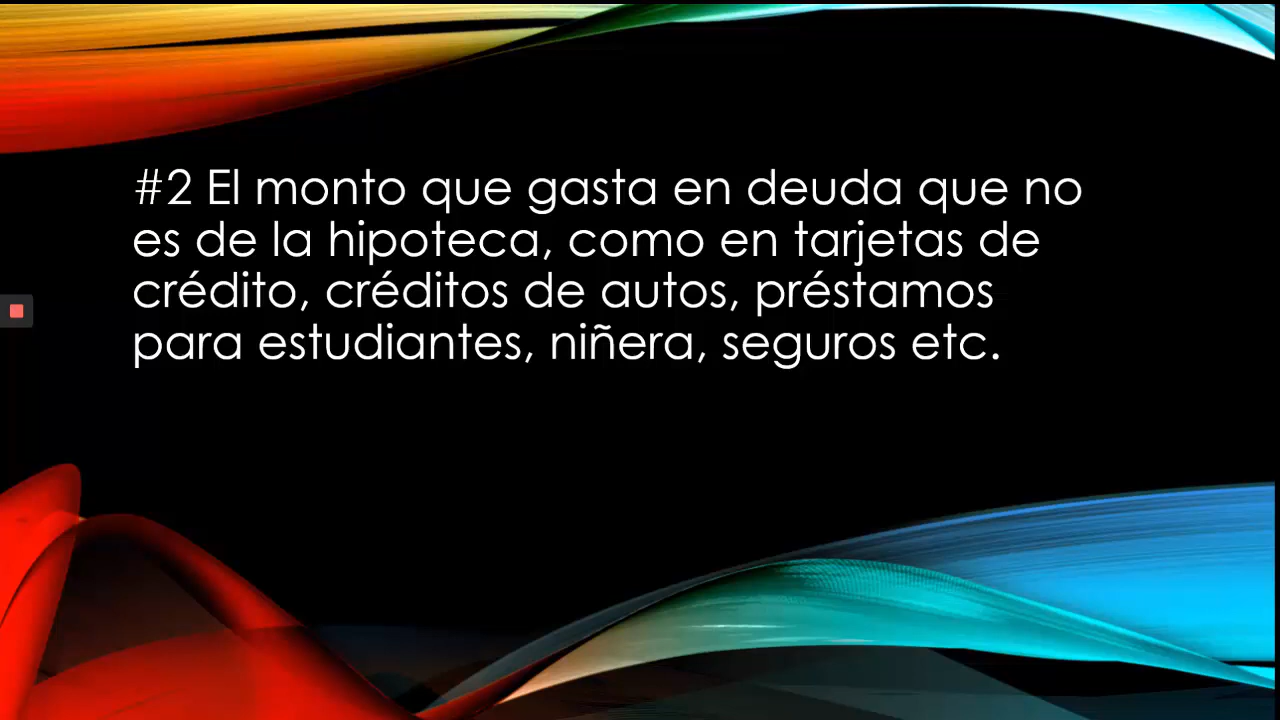 #2 El monto que gasta en deuda que no
es de la hipoteca, como en tarjetas de
crédito, créditos de autos, préstamos
para estudiantes, niñera, seguros etc.